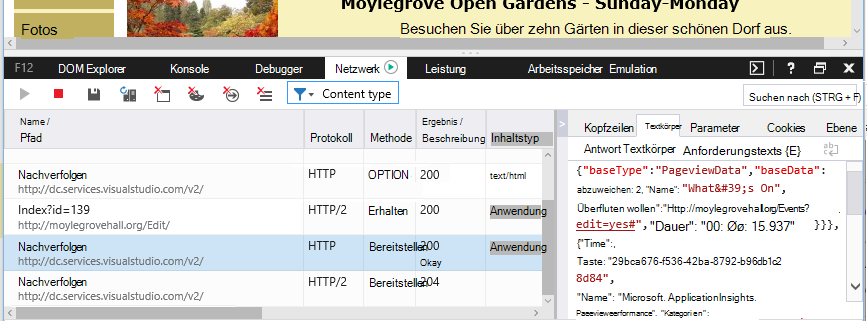 Moylegrove Open Gardens - Sunday-Monday
Fotos
Besuchen Sie über zehn Gärten in dieser schönen Dorf aus.
F12 DOM Explorer Konsole Debugger Netzwerk Leistung Arbeitsspeicher Emulation ?
Content type
Suchen nach (STRG + F)
Name /
Pfad
Protokoll
Methode
Ergebnis /
Beschreibung
Inhaltstyp
Nachverfolgen
http://dc.services.visualstudio.com/v2/
HTTP
OPTION
200
text/html
Index?id=139
http://moylegrovehall.org/Edit/
HTTP/2
Erhalten
200
Anwendung
Nachverfolgen
http://dc.services.visualstudio.com/v2/
HTTP
Bereitstellen
200
Okay
Anwendung
Nachverfolgen
http://dc.services.visualstudio.com/v2/
HTTP/2
Bereitstellen
204
Kopfzeilen Textkörper Parameter Cookies Ebene
Antwort Textkörper Anforderungstexts {E}
{"baseType":"PageviewData","baseData":
abzuweichen: 2, "Name": "What&#39;s On",
Überfluten wollen":"Http://moylegrovehall.org/Events?
edit=yes#","Dauer": "00: Øø: 15.937" }}},
{"Time":,
Taste: "29bca676-f536-42ba-8792-b96db1c2
8d84",
"Name": "Microsoft. ApplicationInsights.